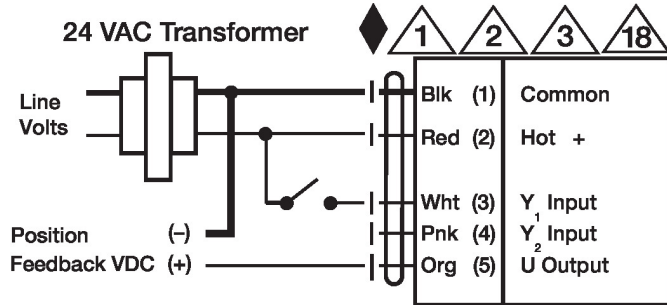 24 VAC Transformer
1 2 3 18
Line
Volts
Blk (1) Common
Red (2) Hot +
Wht (3) Y1 Input
Pnk (4) Y2 Input
Org (5) U Output
Position (-)
Feedback VDC (+)